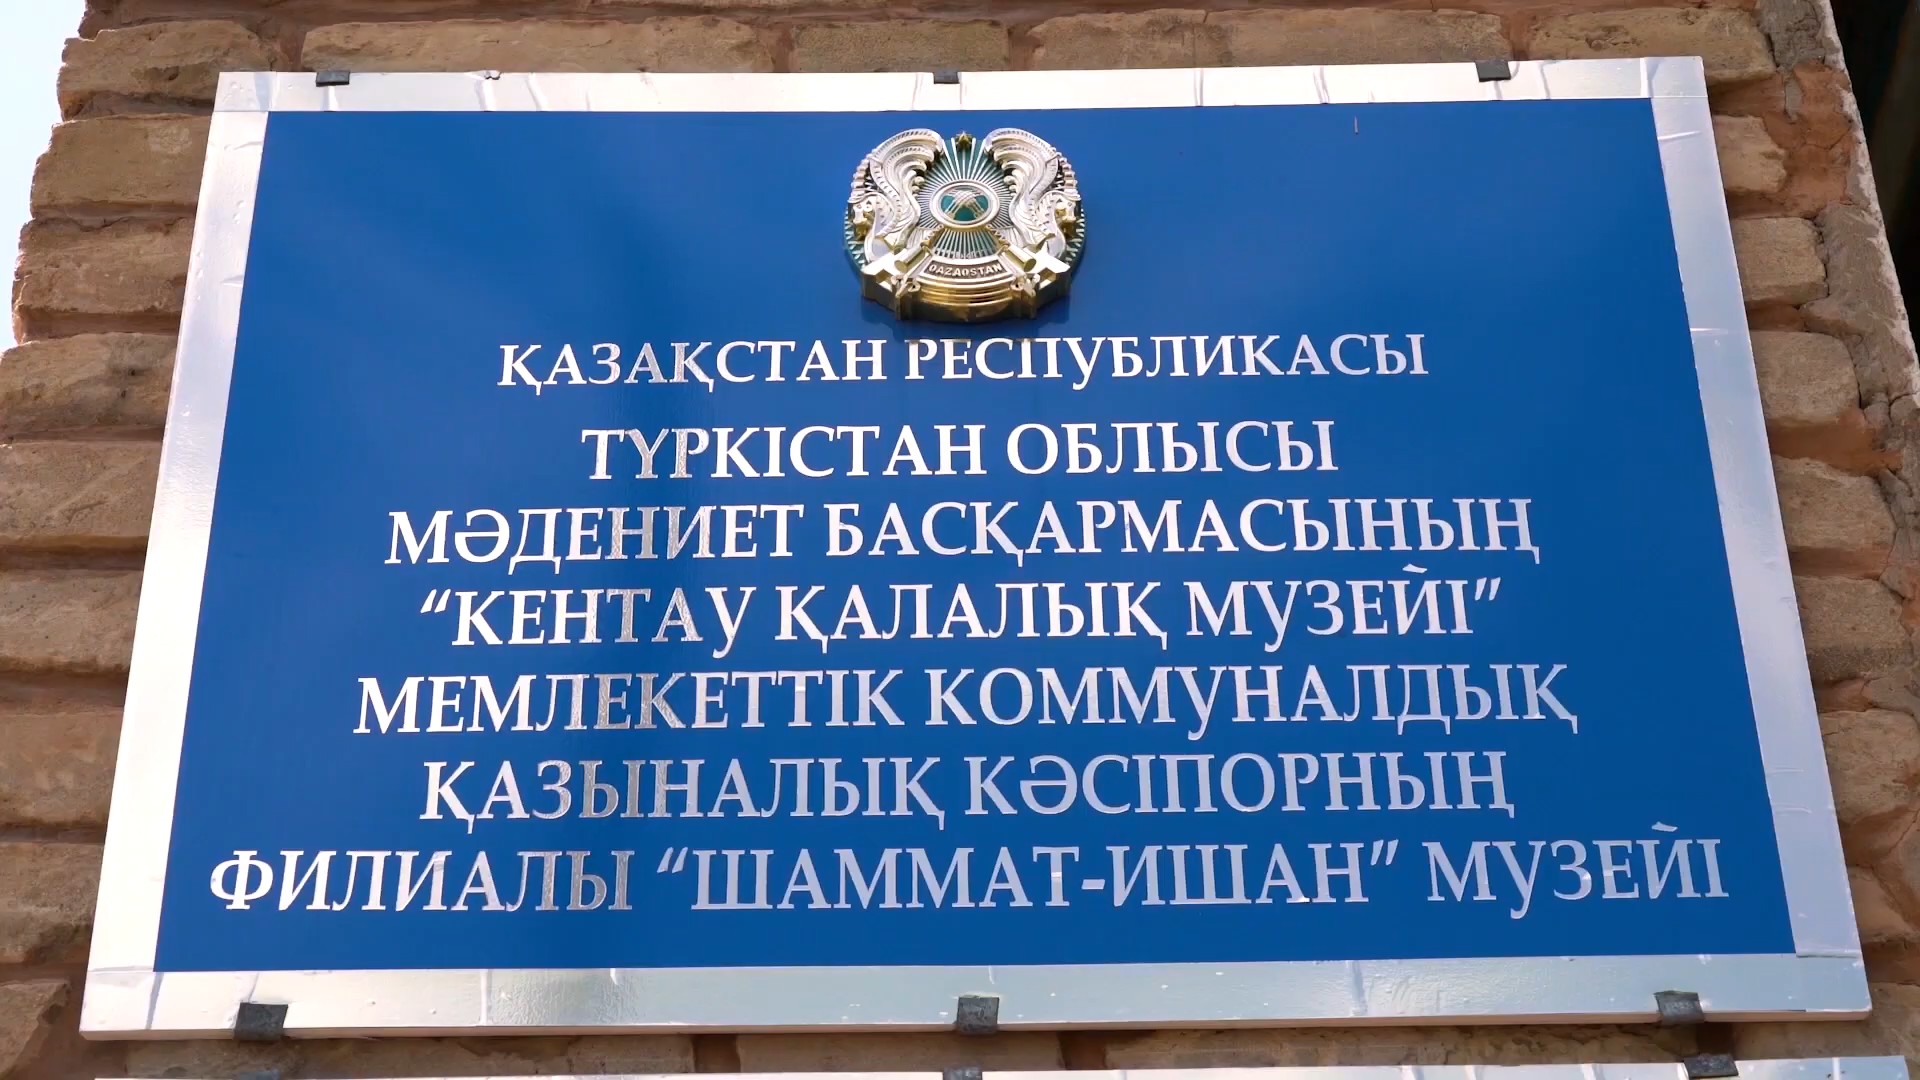 QAZAQSTAN
ҚАЗАҚСТАН РЕСПУБЛИКАСЫ
ТҮРКІСТАН ОБЛЫСЫ
МӘДЕНИЕТ БАСҚАРМАСЫНЫҢ
“КЕНТАУ ҚАЛАЛЫҚ МУЗЕЙІ”
МЕМЛЕКЕТТІК КОММУНАЛДЫҚ
ҚАЗЫНАЛЫҚ КӘСІПОРНЫҢ
ФИЛИАЛЫ “ШАММАТ-ИШАН” МУЗЕЙІ